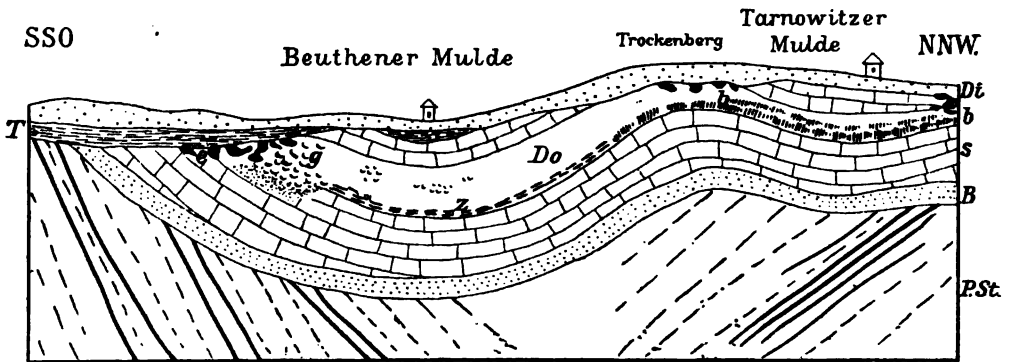 SSO
Beuthener Mulde
Trockenberg
Tarnowitzer
Mulde
NNW.
T
Dt
b
b
e
g
Do
s
z
B
P.St.